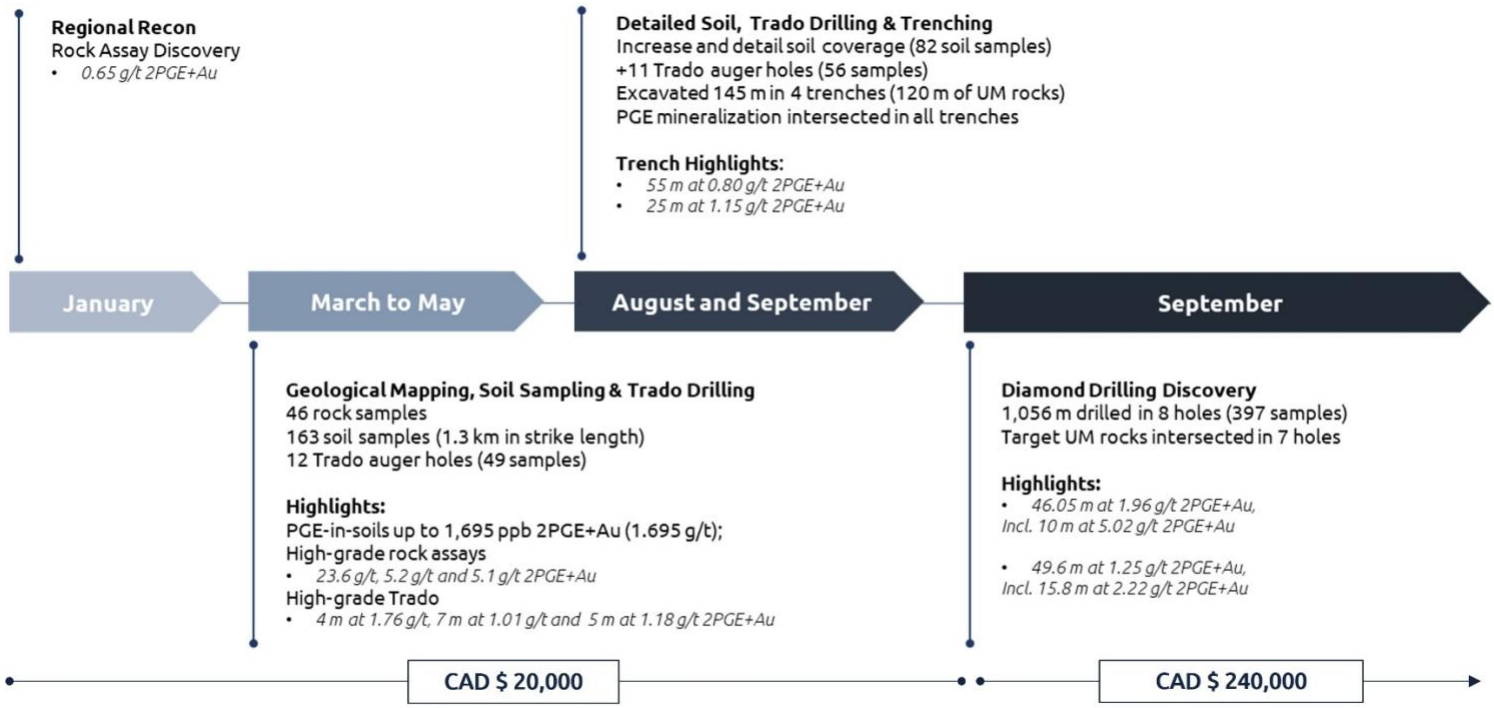 Regional Recon
Rock Assay Discovery
• 0.65 g/t 2PGE+Au
Detailed Soil, Trado Drilling & Trenching
Increase and detail soil coverage (82 soil samples)
+11 Trado auger holes (56 samples)
Excavated 145 m in 4 trenches (120 m of UM rocks)
PGE mineralization intersected in all trenches
Trench Highlights:
• 55 m at 0.80 g/t 2PGE+Au
• 25 m at 1.15 g/t 2PGE+Au
January
March to May
August and September
September
Geological Mapping, Soil Sampling & Trado Drilling
46 rock samples
163 soil samples (1.3 km in strike length)
12 Trado auger holes (49 samples)
Highlights:
PGE-in-soils up to 1,695 ppb 2PGE+Au (1.695 g/t);
High-grade rock assays
• 23.6 g/t, 5.2 g/t and 5.1 g/t 2PGE+Au
High-grade Trado
• 4 m at 1.76 g/t, 7 m at 1.01 g/t and 5 m at 1.18 g/t 2PGE+Au
Diamond Drilling Discovery
1,056 m drilled in 8 holes (397 samples)
Target UM rocks intersected in 7 holes
Highlights:
• 46.05 m at 1.96 g/t 2PGE+Au,
Incl. 10 m at 5.02 g/t 2PGE+Au
• 49.6 m at 1.25 g/t 2PGE+Au,
Incl. 15.8 m at 2.22 g/t 2PGE+Au
CAD $ 20,000
CAD $ 240,000